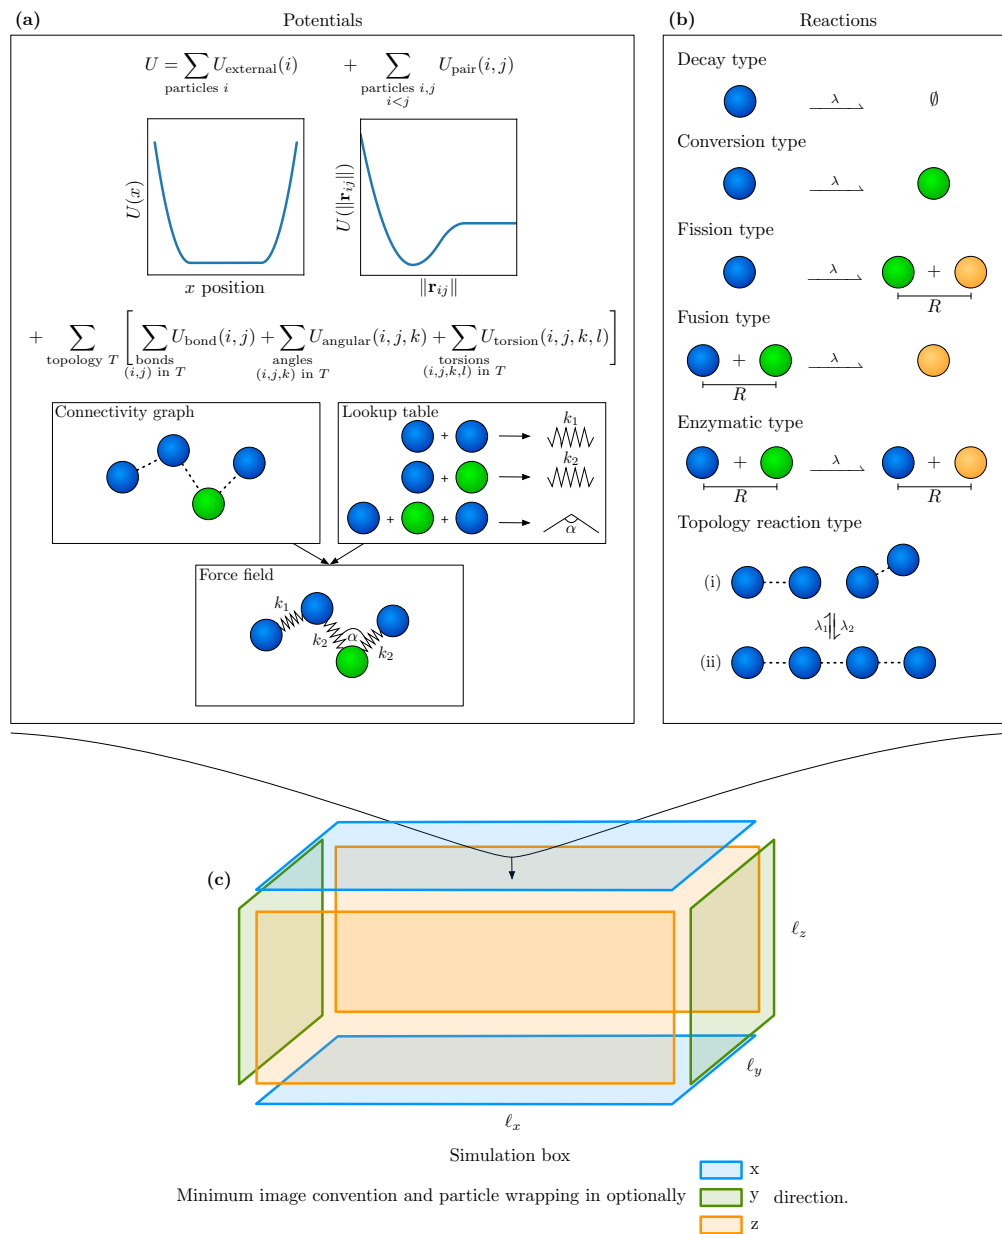 (a) Potentials
U = ∑ U_external(i) + ∑ U_pair(i, j)
particles i particles i,j
i<j
U(x)
x position
U(‖r_ij‖)
‖r_ij‖
+ ∑ [ ∑ U_bond(i, j) + ∑ U_angular(i, j, k) + ∑ U_torsion(i, j, k, l) ]
topology T bonds angles torsions
(i,j) in T (i,j,k) in T (i,j,k,l) in T
Connectivity graph
Lookup table
+ k1
+ k2
+ + α
Force field
k1
k2 α k2
(b) Reactions
Decay type
λ ∅
Conversion type
λ
Fission type
λ +
R
Fusion type
+ λ
R
Enzymatic type
+ λ +
R R
Topology reaction type
(i)
λ1 λ2
(ii)
(c)
ℓz
ℓy
ℓx
Simulation box
x
Minimum image convention and particle wrapping in optionally y direction.
z